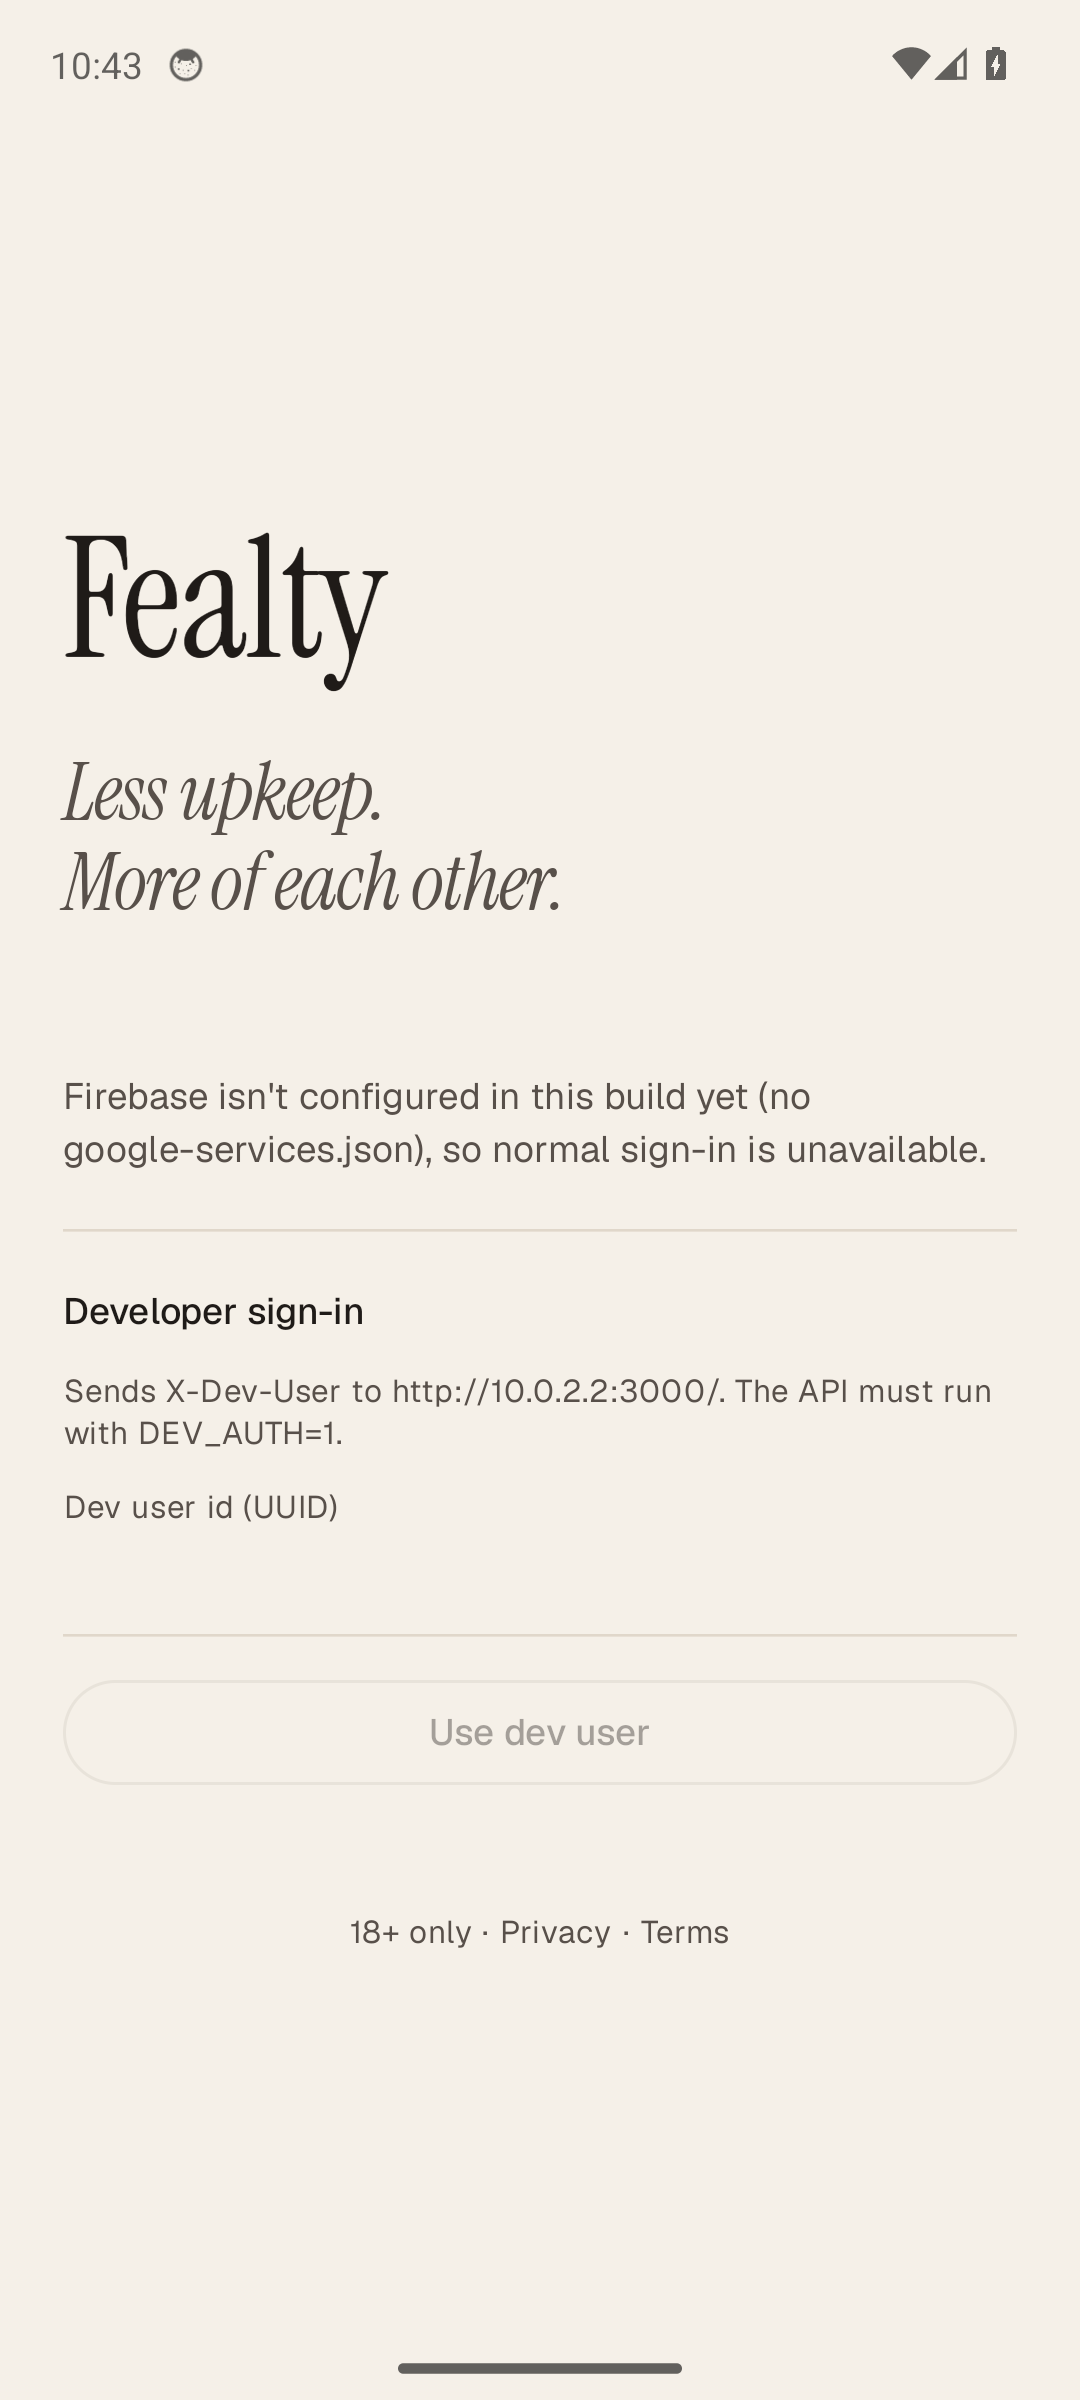 10:43
Fealty
Less upkeep.
More of each other.
Firebase isn't configured in this build yet (no
google-services.json), so normal sign-in is unavailable.
Developer sign-in
Sends X-Dev-User to http://10.0.2.2:3000/. The API must run
with DEV_AUTH=1.
Dev user id (UUID)
Use dev user
18+ only · Privacy · Terms